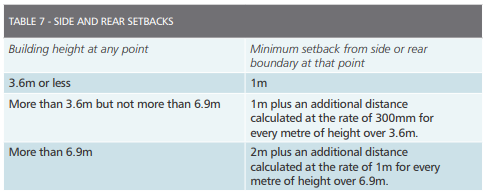 TABLE 7 - SIDE AND REAR SETBACKS
Building height at any point
Minimum setback from side or rear
boundary at that point
3.6m or less
1m
More than 3.6m but not more than 6.9m
1m plus an additional distance
calculated at the rate of 300mm for
every metre of height over 3.6m.
More than 6.9m
2m plus an additional distance
calculated at the rate of 1m for every
metre of height over 6.9m.